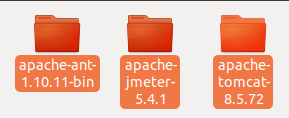 apache-ant-
1.10.11-bin
apache-
jmeter-
5.4.1
apache-
tomcat-
8.5.72